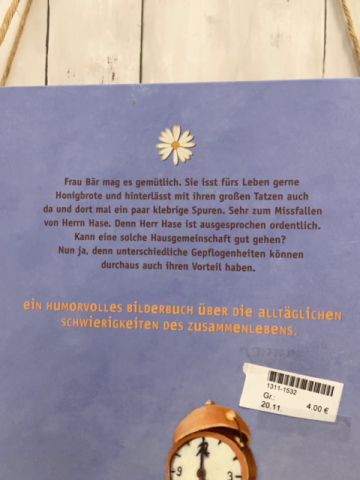 Frau Bär mag es gemütlich. Sie isst fürs Leben gerne
Honigbrote und hinterlässt mit ihren großen Tatzen auch
da und dort mal ein paar klebrige Spuren. Sehr zum Missfallen
von Herrn Hase. Denn Herr Hase ist ausgesprochen ordentlich.
Kann eine solche Hausgemeinschaft gut gehen?
Nun ja, denn unterschiedliche Gepflogenheiten können
durchaus auch ihren Vorteil haben.
EIN HUMORVOLLES BILDERBUCH ÜBER DIE ALLTÄGLICHEN
SCHWIERIGKEITEN DES ZUSAMMENLEBENS.
1311-1532
Gr.:
20.11. 4.00 €
12
9 3